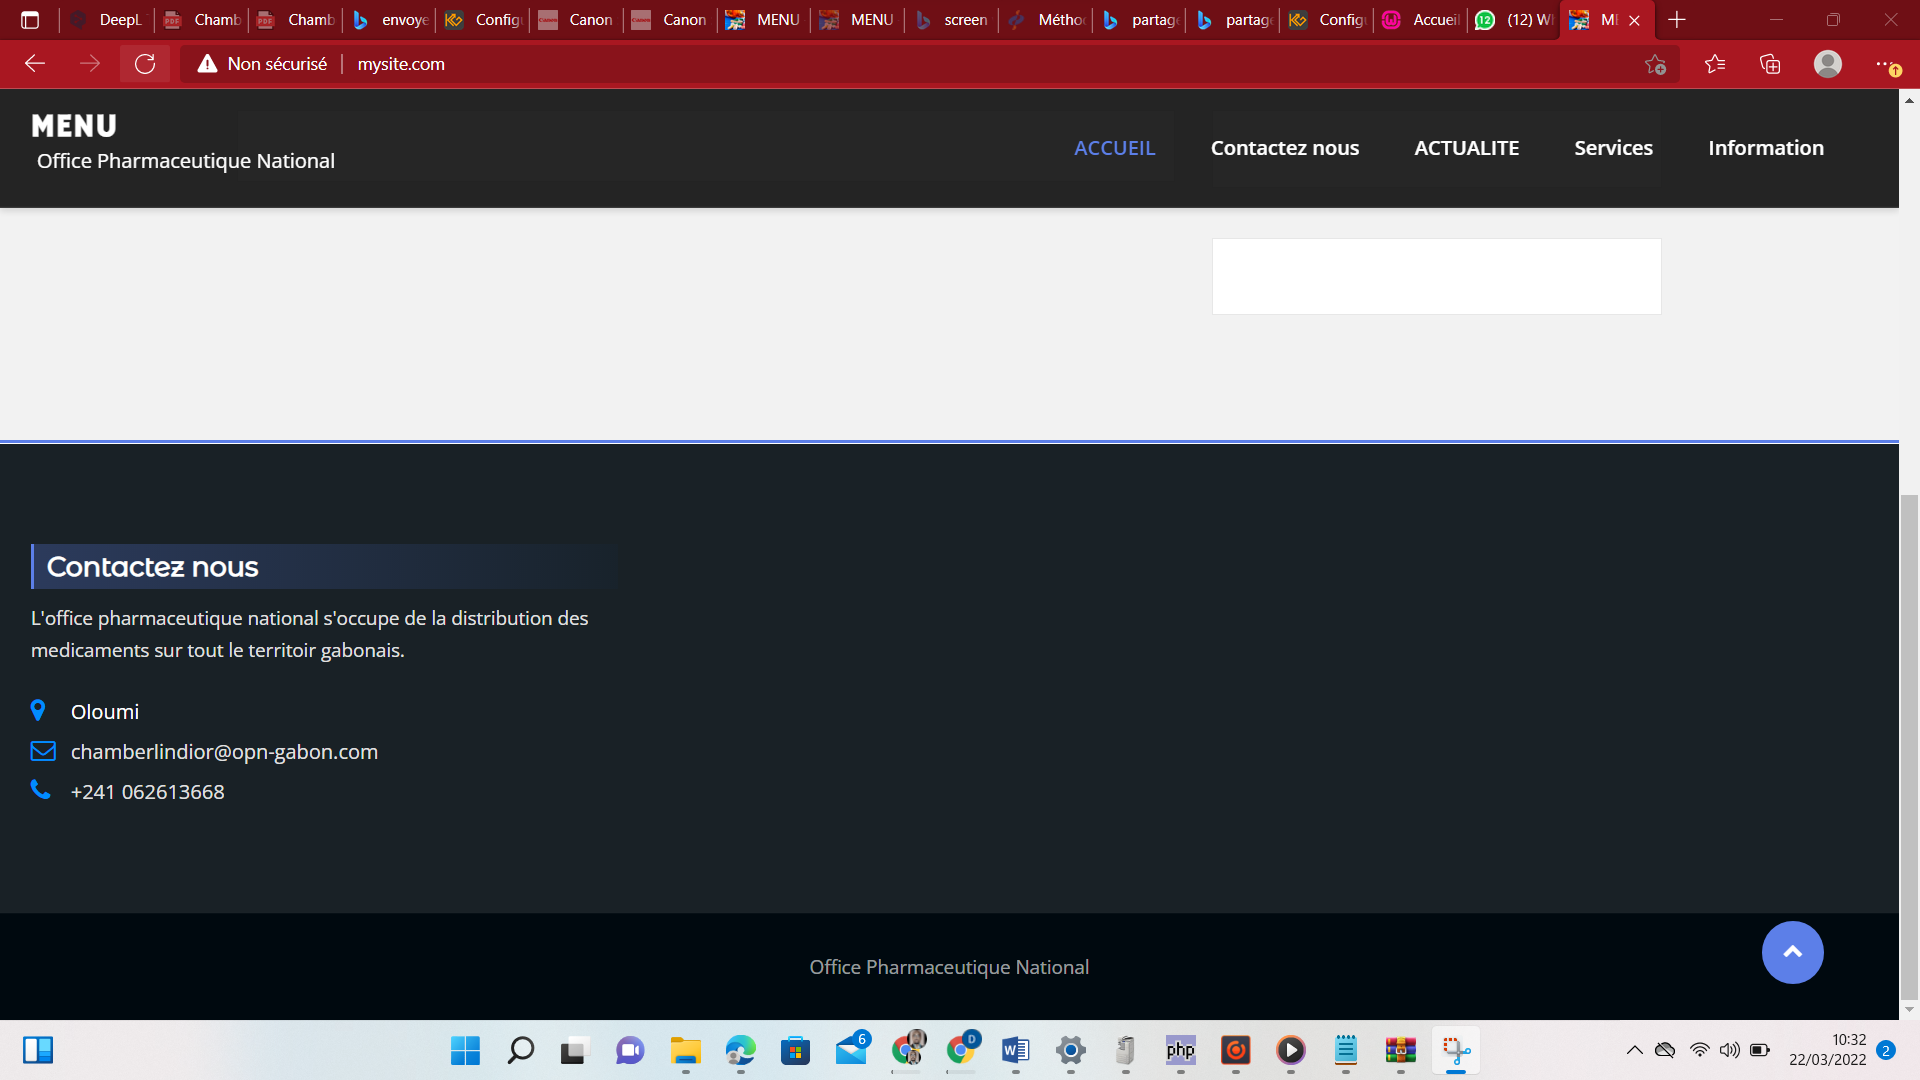 DeepL
Chamb
Chamb
envoye
Config
Canon
Canon
MENU
MENU
screen
Métho
partage
partage
Config
Accueil
12
(12) W
Non sécurisé
mysite.com
MENU
Office Pharmaceutique National
ACCUEIL
Contactez nous
ACTUALITE
Services
Information
Contactez nous
L'office pharmaceutique national s'occupe de la distribution des
medicaments sur tout le territoir gabonais.
Oloumi
chamberlindior@opn-gabon.com
+241 062613668
Office Pharmaceutique National
6
D
php
10:32
22/03/2022
2